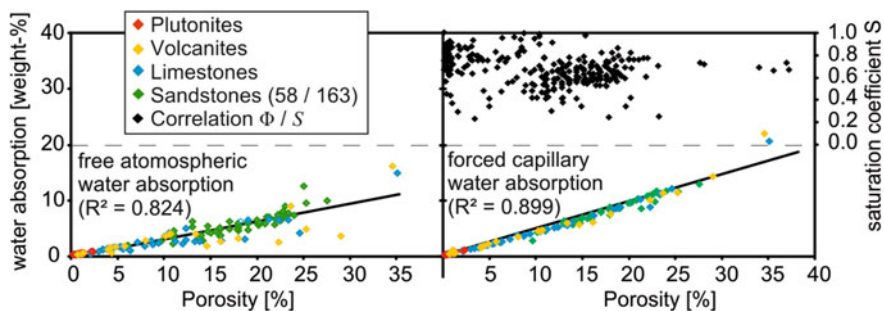 water absorption [weight-%]
40
30
20
10
0
Plutonites
Volcanites
Limestones
Sandstones (58 / 163)
Correlation Φ / S
free atomospheric
water absorption
(R² = 0.824)
0 5 10 15 20 25 30 35
Porosity [%]
forced capillary
water absorption
(R² = 0.899)
5 10 15 20 25 30 35 40
Porosity [%]
1.0
0.8
0.6
0.4
0.2
0.0
saturation coefficient S